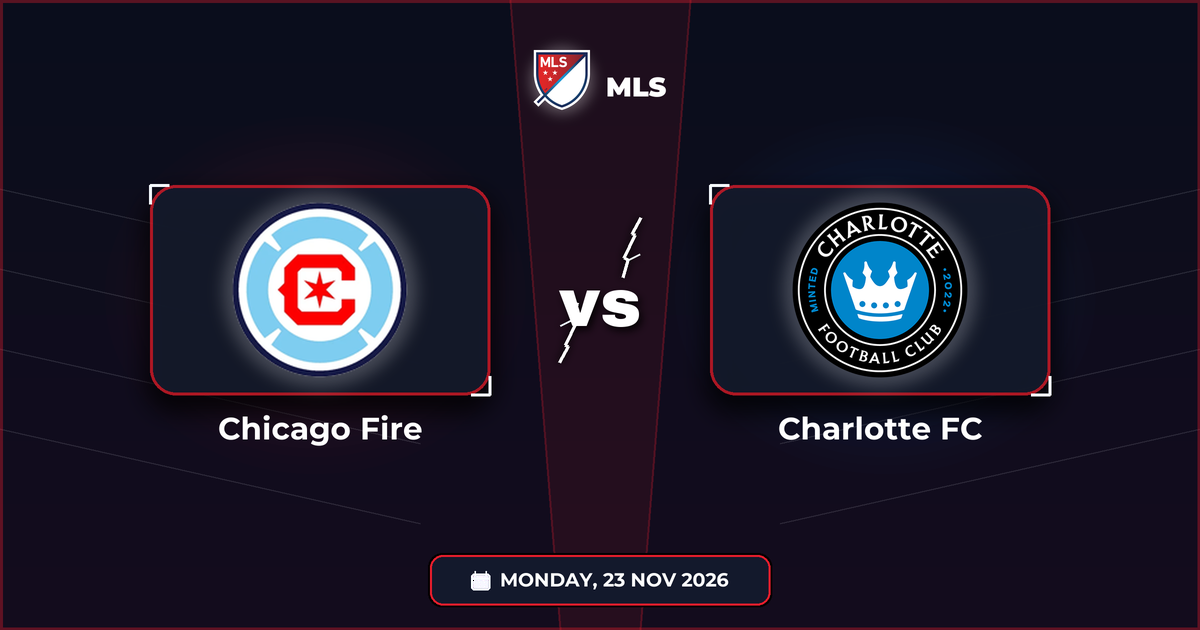 MLS
MLS
CHARLOTTE
MINTED
·2022·
FOOTBALL CLUB
C
VS
Chicago Fire
Charlotte FC
MONDAY, 23 NOV 2026